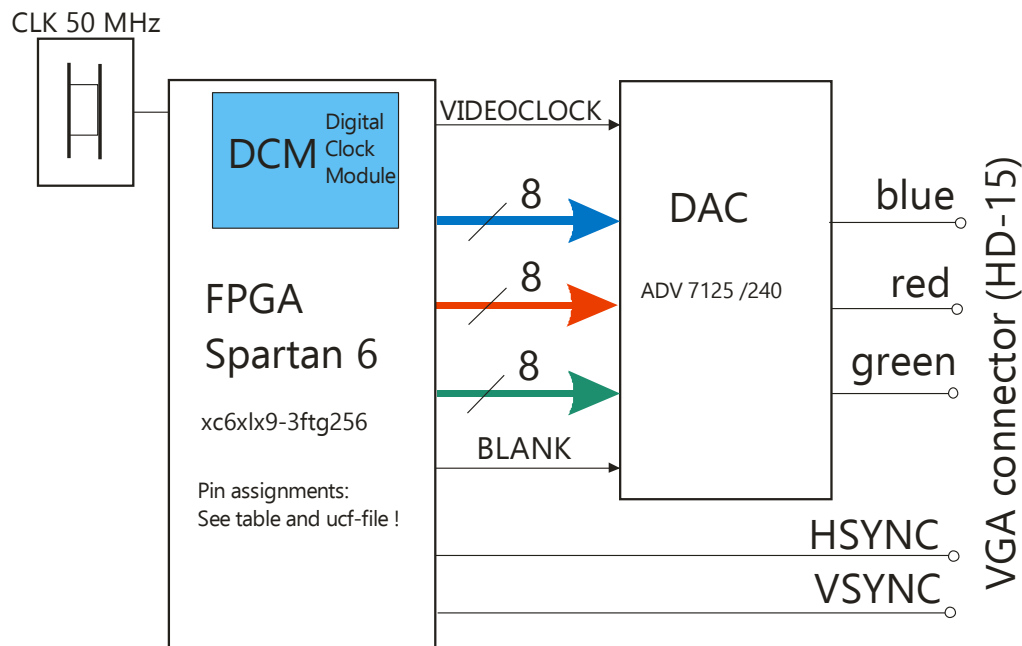 CLK 50 MHz
DCM
Digital
Clock
Module
FPGA
Spartan 6
xc6xlx9-3ftg256
Pin assignments:
See table and ucf-file !
VIDEOCLOCK
8
8
8
BLANK
DAC
ADV 7125 /240
blue
red
green
HSYNC
VSYNC
VGA connector (HD-15)